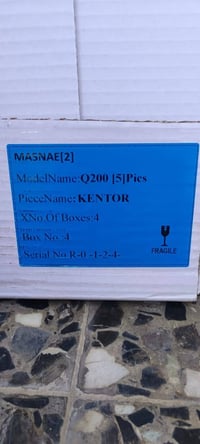 MASNAE[2]
ModelName:Q200 [5]Pics
PieceName:KENTOR
XNo.Of Boxes:4
Box No.:4
Serial No R-0 -1-2-4-
FRAGILE